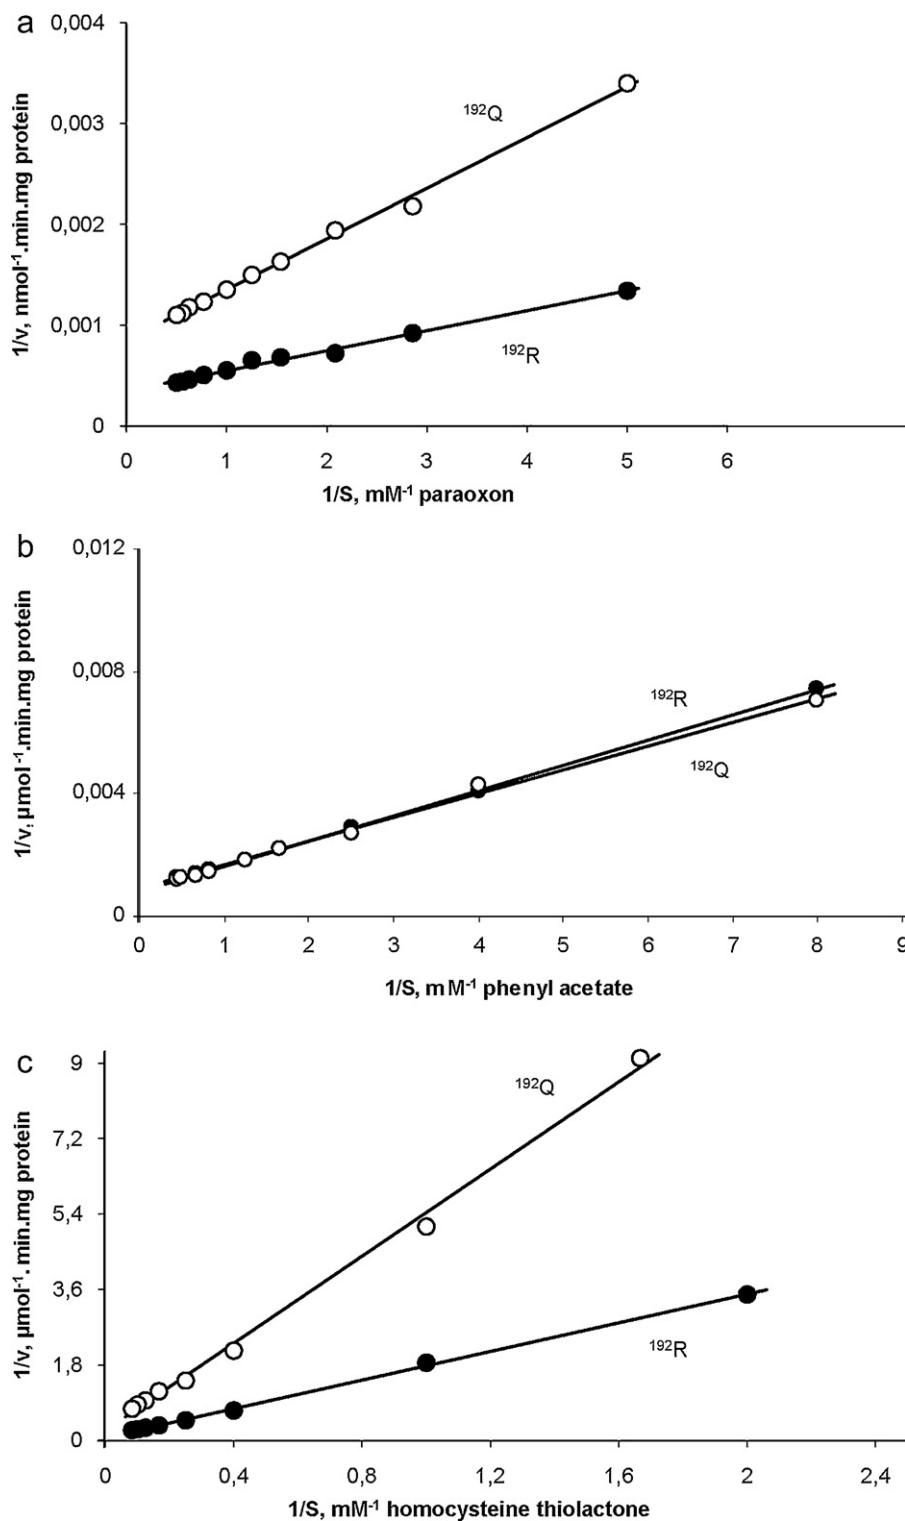 a
0,004
0,003
0,002
0,001
0
1/v, nmol⁻¹.min.mg protein
¹⁹²Q
¹⁹²R
0 1 2 3 4 5 6
1/S, mM⁻¹ paraoxon
b
0,012
0,008
0,004
0
1/v, µmol⁻¹.min.mg protein
¹⁹²R
¹⁹²Q
0 1 2 3 4 5 6 7 8 9
1/S, mM⁻¹ phenyl acetate
c
9
7,2
5,4
3,6
1,8
0
1/v, µmol⁻¹. min.mg protein
¹⁹²Q
¹⁹²R
0 0,4 0,8 1,2 1,6 2 2,4
1/S, mM⁻¹ homocysteine thiolactone